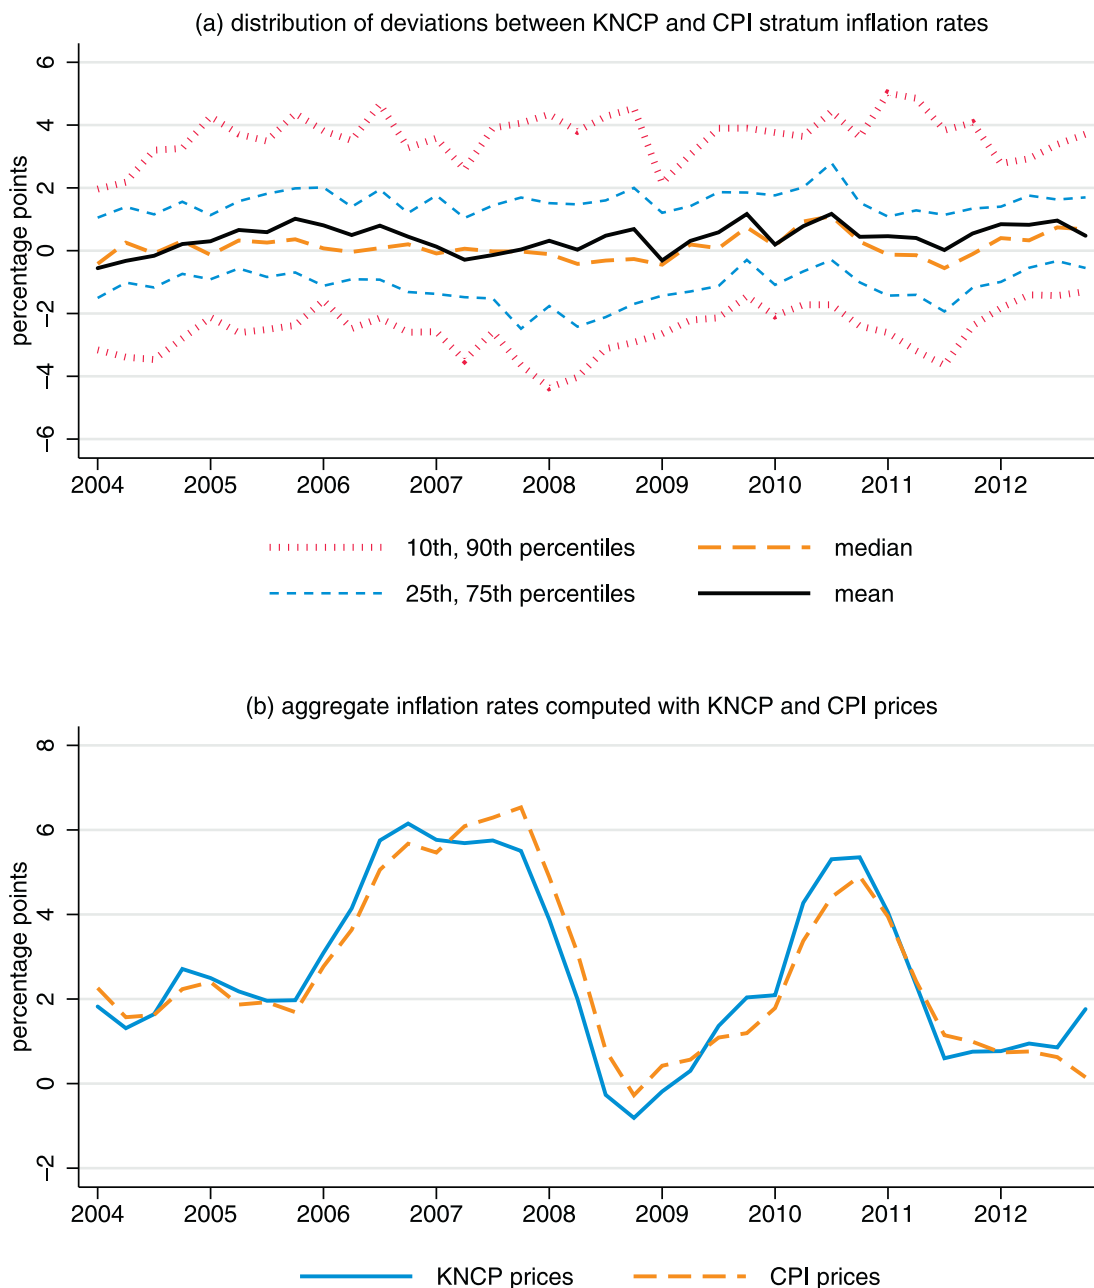 (a) distribution of deviations between KNCP and CPI stratum inflation rates
percentage points
6
4
2
0
−2
−4
−6
2004 2005 2006 2007 2008 2009 2010 2011 2012
10th, 90th percentiles median
25th, 75th percentiles mean
(b) aggregate inflation rates computed with KNCP and CPI prices
percentage points
8
6
4
2
0
−2
2004 2005 2006 2007 2008 2009 2010 2011 2012
KNCP prices CPI prices